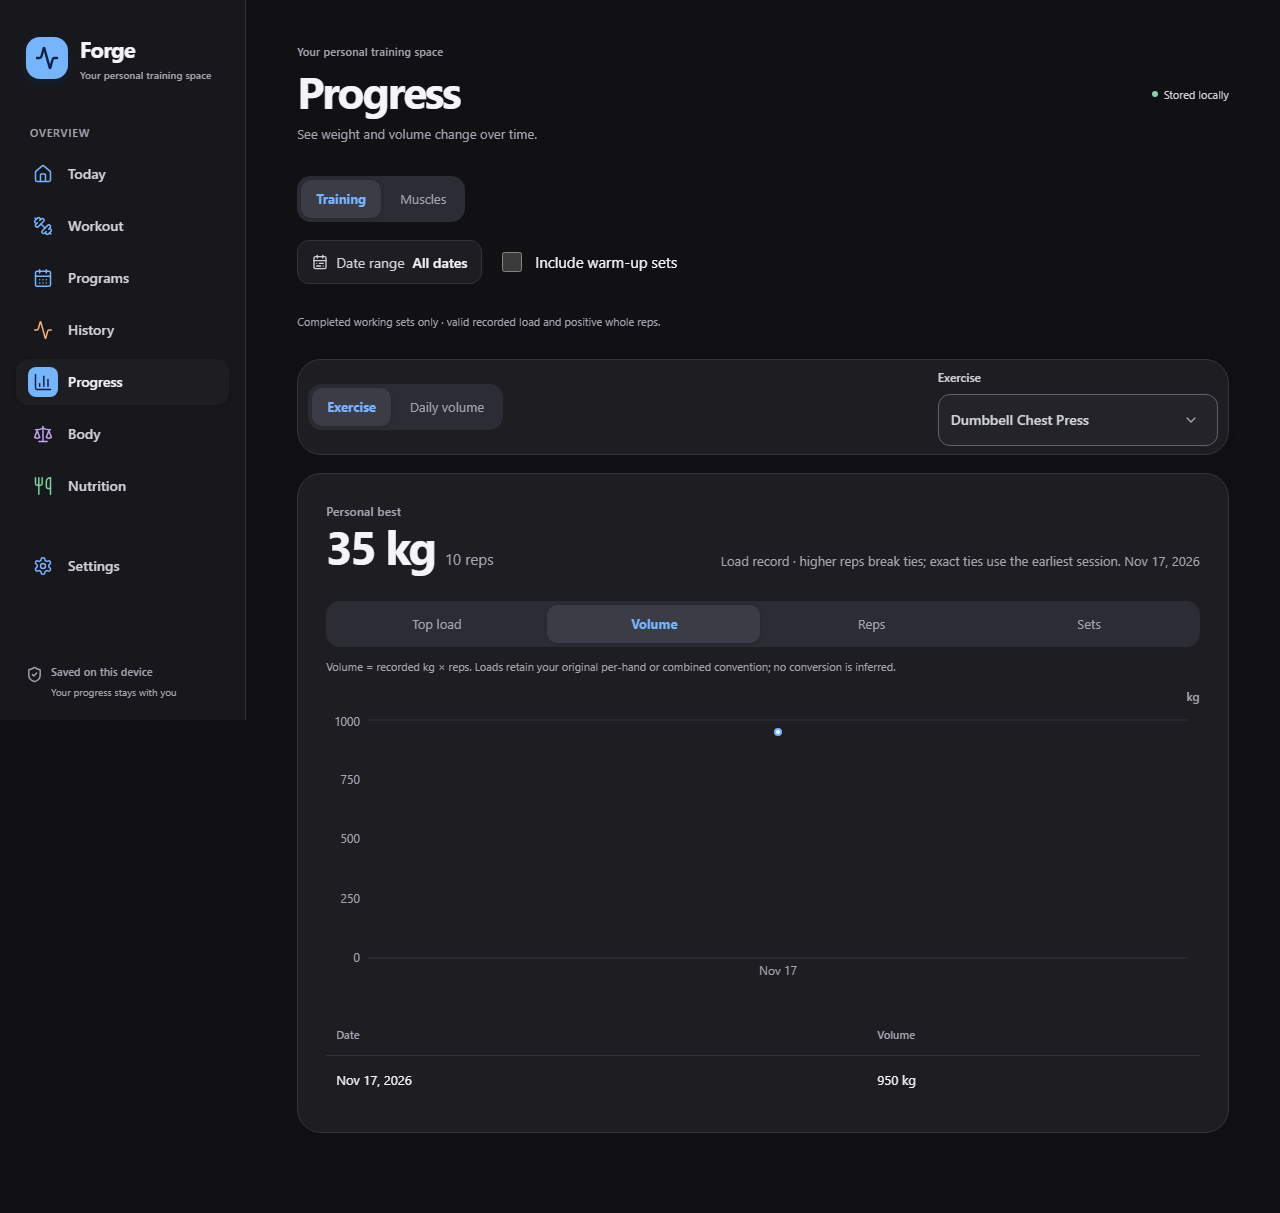 Forge
Your personal training space
OVERVIEW
Today
Workout
Programs
History
Progress
Body
Nutrition
Settings
Saved on this device
Your progress stays with you
Your personal training space
Progress
See weight and volume change over time.
Stored locally
Training
Muscles
Date range All dates
Include warm-up sets
Completed working sets only · valid recorded load and positive whole reps.
Exercise
Daily volume
Exercise
Dumbbell Chest Press
Personal best
35 kg 10 reps
Load record · higher reps break ties; exact ties use the earliest session. Nov 17, 2026
Top load
Volume
Reps
Sets
Volume = recorded kg × reps. Loads retain your original per-hand or combined convention; no conversion is inferred.
kg
1000
750
500
250
0
Nov 17
Date
Volume
Nov 17, 2026
950 kg